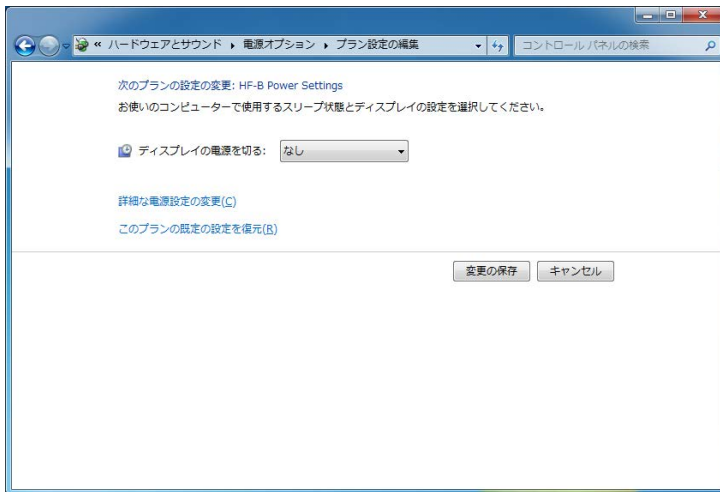 « ハードウェアとサウンド ▸ 電源オプション ▸ プラン設定の編集
コントロール パネルの検索
次のプランの設定の変更: HF-B Power Settings
お使いのコンピューターで使用するスリープ状態とディスプレイの設定を選択してください。
ディスプレイの電源を切る: なし
詳細な電源設定の変更(C)
このプランの既定の設定を復元(R)
変更の保存 キャンセル